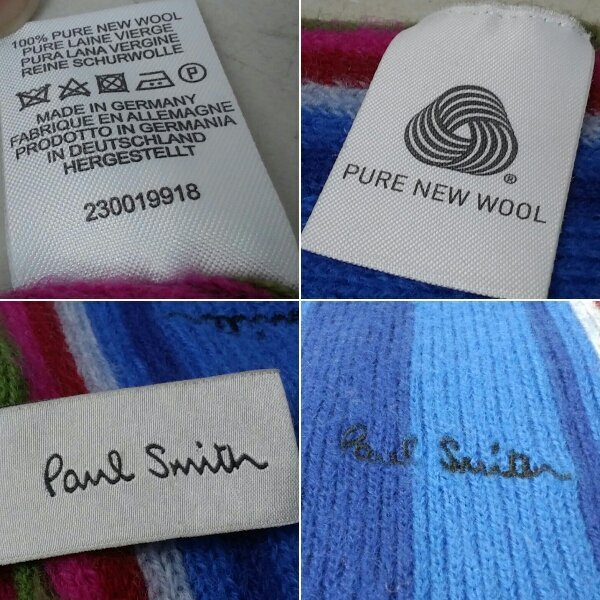 100% PURE NEW WOOL
PURE LAINE VIERGE
PURA LANA VERGINE
REINE SCHURWOLLE
P
MADE IN GERMANY
FABRIQUE EN ALLEMAGNE
PRODOTTO IN GERMANIA
IN DEUTSCHLAND
HERGESTELLT
230019918
®
PURE NEW WOOL
Paul Smith
Paul Smith